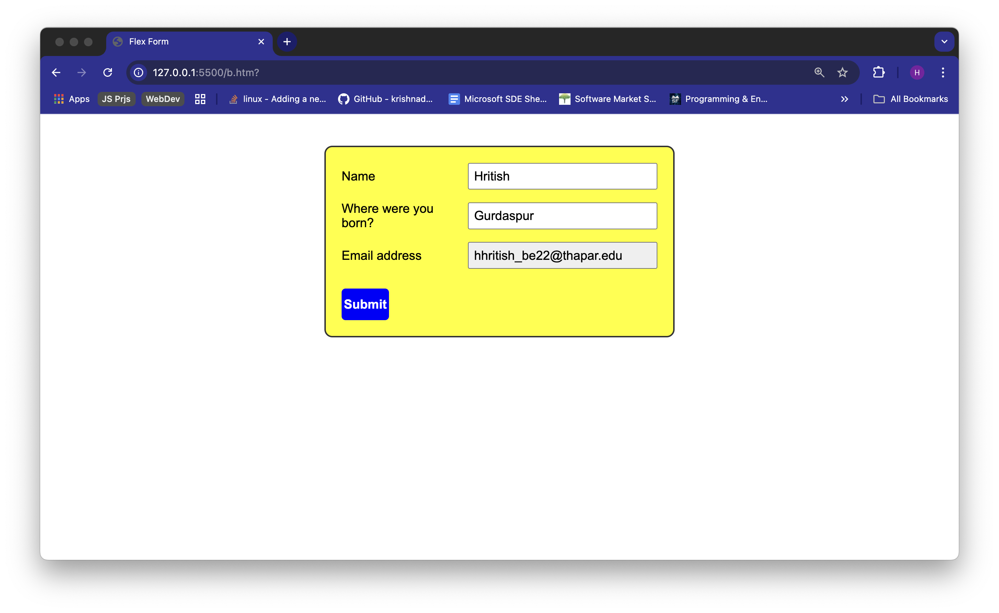 Flex Form
127.0.0.1:5500/b.htm?
H
Apps JS Prjs WebDev linux - Adding a ne... GitHub - krishnad... Microsoft SDE She... SF Software Market S... Programming & En... All Bookmarks
Name Hritish
Where were you
born? Gurdaspur
Email address hhritish_be22@thapar.edu
Submit